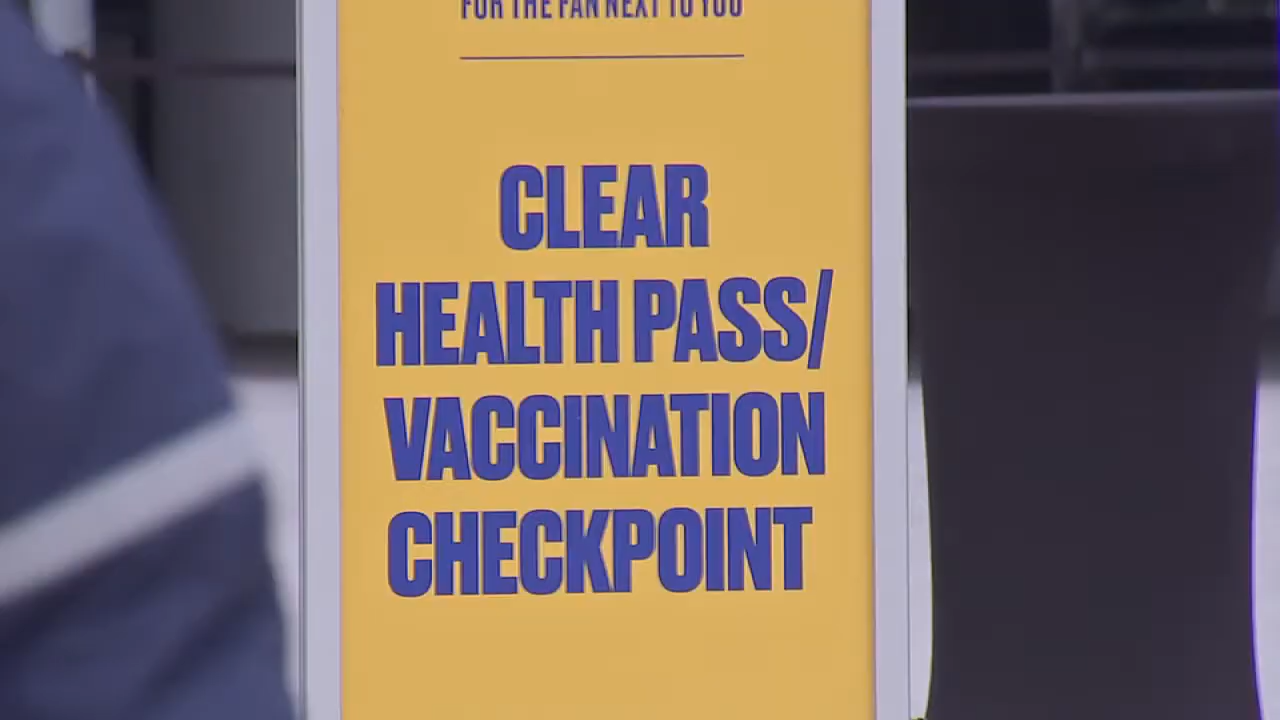 FOR THE FAN NEXT TO YOU
CLEAR
HEALTH PASS/
VACCINATION
CHECKPOINT